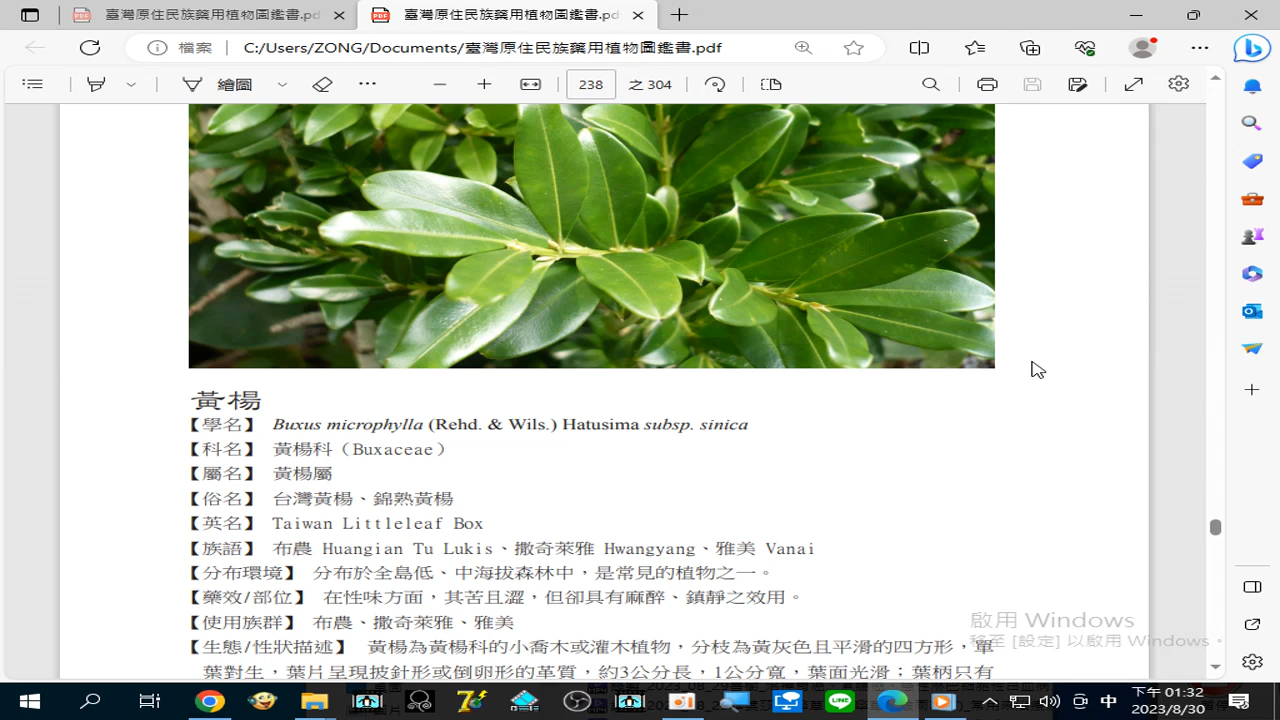 臺灣原住民族藥用植物圖鑑書.pd
臺灣原住民族藥用植物圖鑑書.pd
檔案 C:/Users/ZONG/Documents/臺灣原住民族藥用植物圖鑑書.pdf
繪圖 238 之 304
黃楊
【學名】 Buxus microphylla (Rehd. & Wils.) Hatusima subsp. sinica
【科名】 黃楊科（Buxaceae）
【屬名】 黃楊屬
【俗名】 台灣黃楊、錦熟黃楊
【英名】 Taiwan Littleleaf Box
【族語】 布農 Huangian Tu Lukis、撒奇萊雅 Hwangyang、雅美 Vanai
【分布環境】 分布於全島低、中海拔森林中，是常見的植物之一。
【藥效/部位】 在性味方面，其苦且澀，但卻具有麻醉、鎮靜之效用。
【使用族群】 布農、撒奇萊雅、雅美
【生態/性狀描述】 黃楊為黃楊科的小喬木或灌木植物，分枝為黃灰色且平滑的四方形，單
葉對生，葉片呈現披針形或倒卵形的革質，約3公分長，1公分寬，葉面光滑；葉柄只有
啟用 Windows
移至 [設定] 以啟用 Windows。
中
下午 01:32
2023/8/30